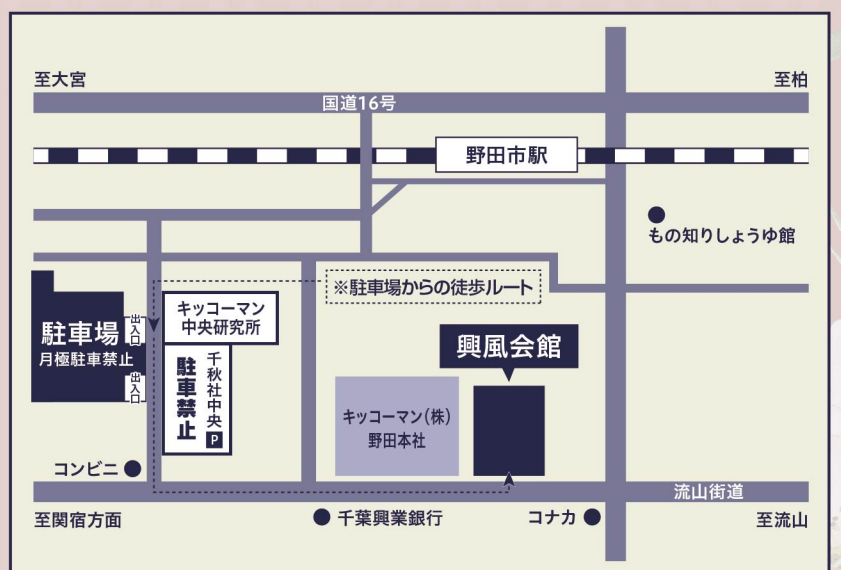 至大宮
至柏
国道16号
野田市駅
もの知りしょうゆ館
※駐車場からの徒歩ルート
キッコーマン
中央研究所
駐車場
月極駐車禁止
出入口
出入口
千秋社中央P
駐車禁止
興風会館
キッコーマン(株)
野田本社
コンビニ
流山街道
至関宿方面
千葉興業銀行
コナカ
至流山